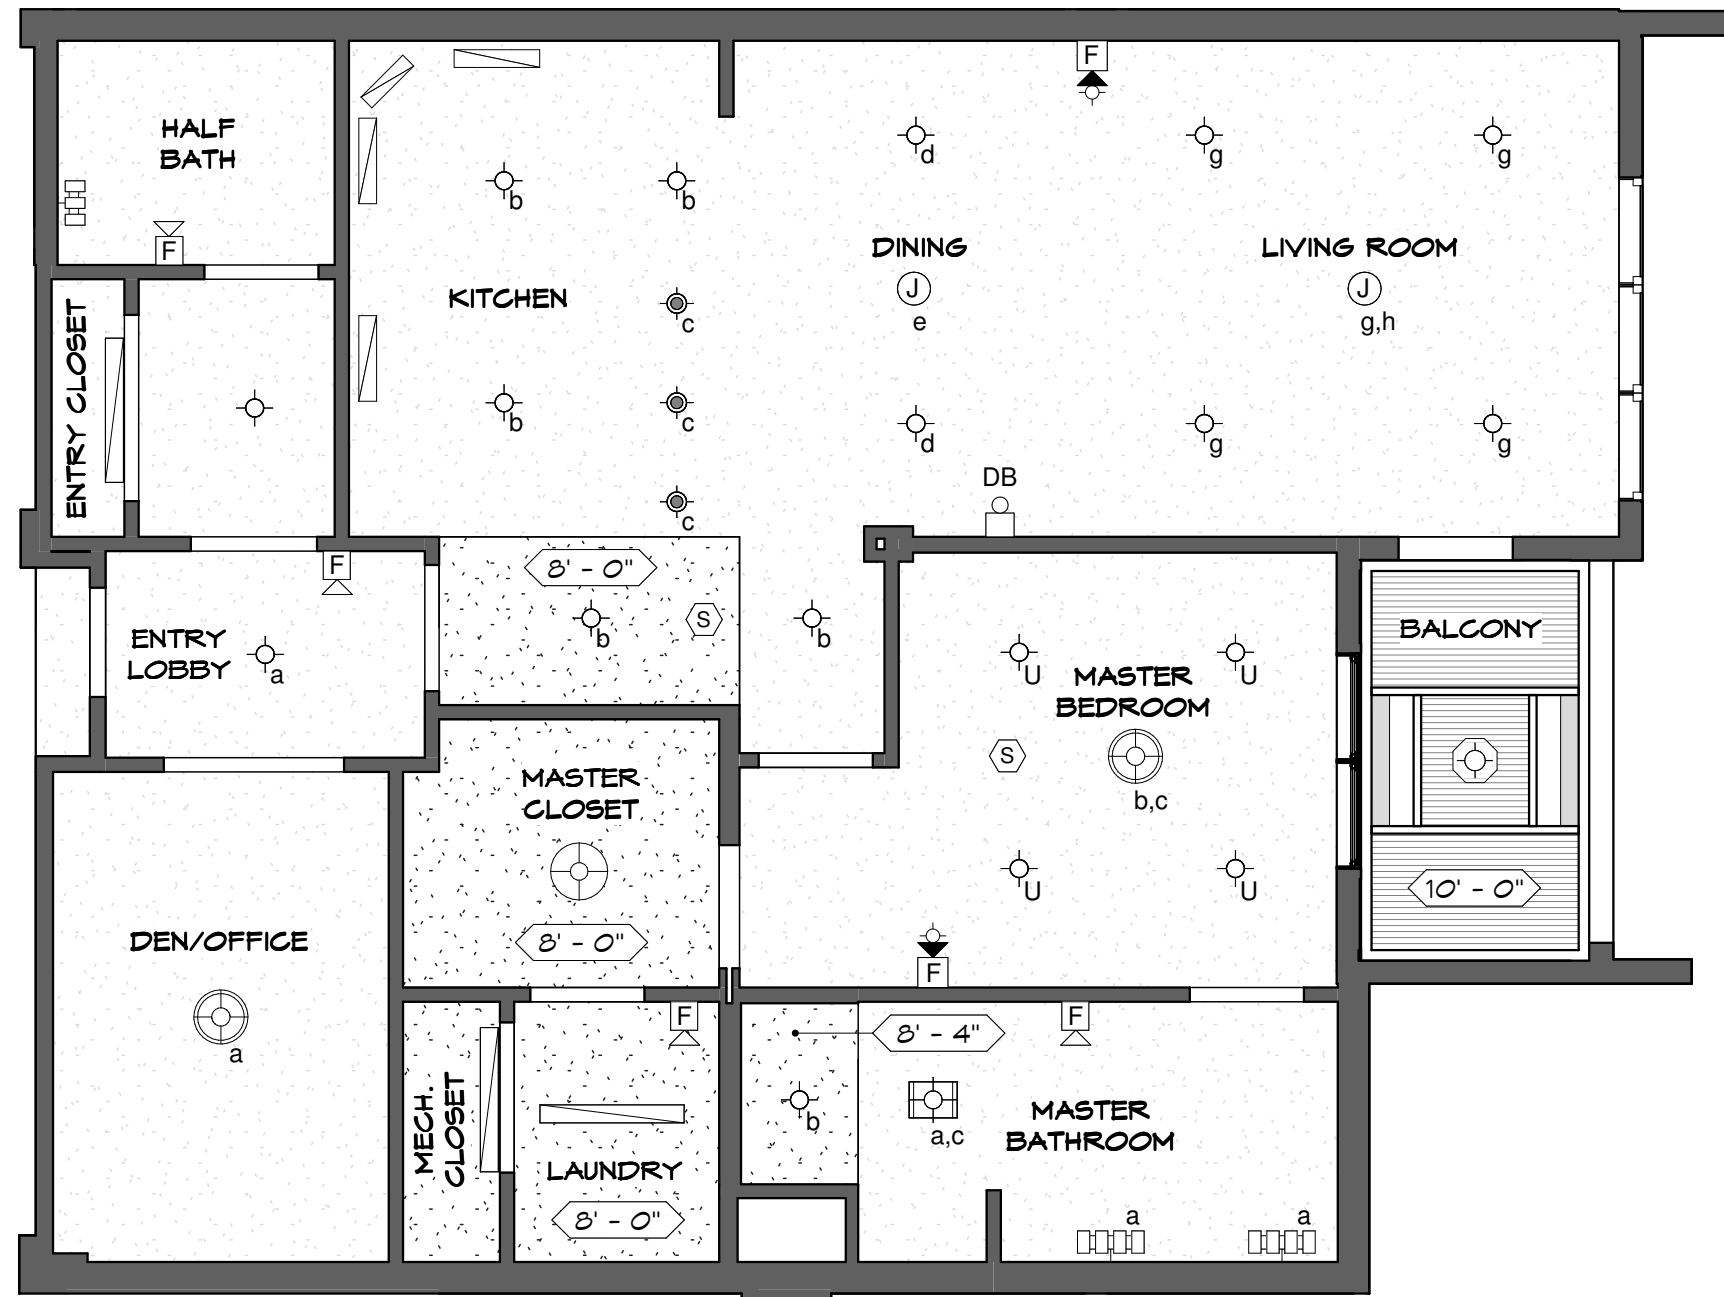 F
HALF
BATH
d
g
g
b
b
F
DINING
LIVING ROOM
J
J
KITCHEN
e
g,h
c
ENTRY CLOSET
b
c
d
g
g
DB
c
F
8' - 0"
S
b
b
ENTRY
LOBBY
a
BALCONY
U
U
MASTER
BEDROOM
S
b,c
MASTER
CLOSET
U
U
10' - 0"
8' - 0"
DEN/OFFICE
F
a
F
F
8' - 4"
MECH.
CLOSET
b
a,c
MASTER
BATHROOM
LAUNDRY
8' - 0"
a
a